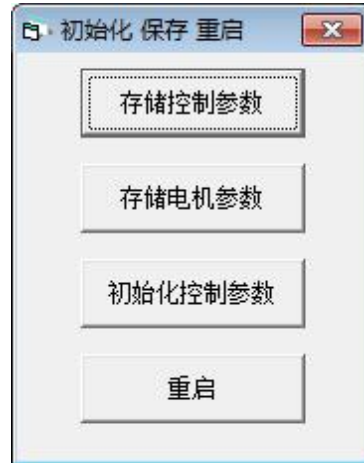 初始化 保存 重启
存储控制参数
存储电机参数
初始化控制参数
重启